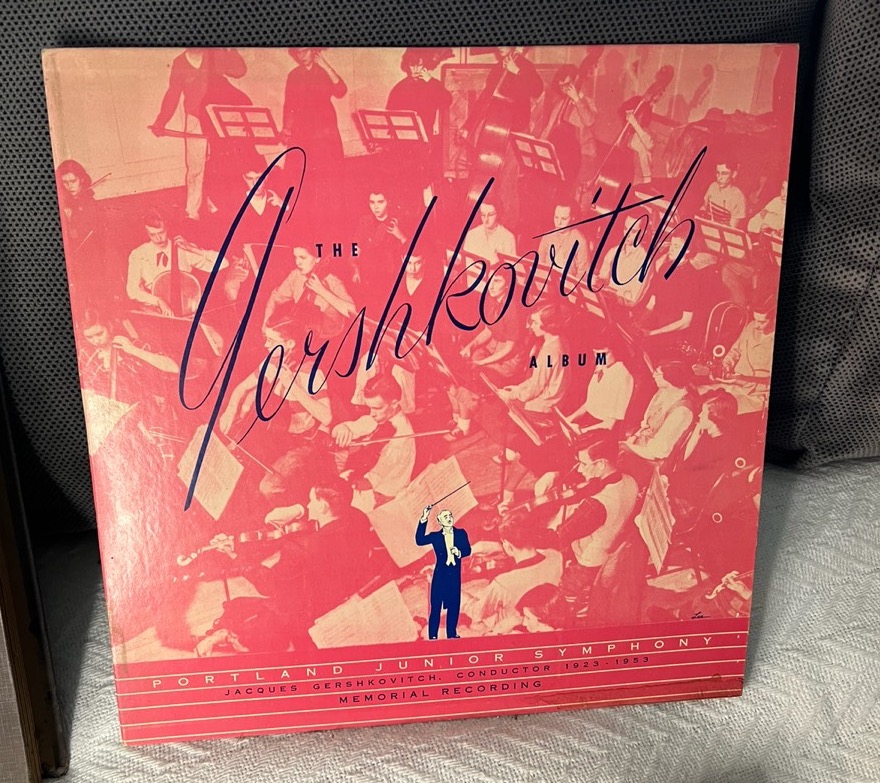 THE
Gershkovitch
ALBUM
PORTLAND JUNIOR SYMPHONY
JACQUES GERSHKOVITCH, CONDUCTOR 1923-1953
MEMORIAL RECORDING